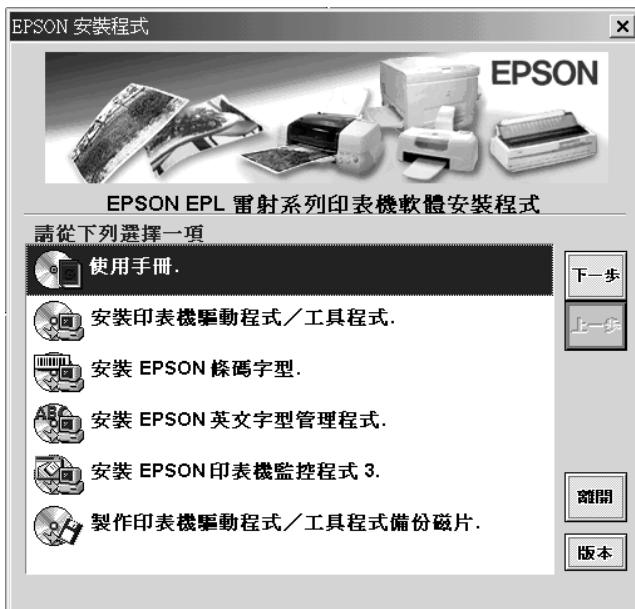 EPSON 安裝程式
EPSON
EPSON EPL 雷射系列印表機軟體安裝程式
請從下列選擇一項
使用手冊.
安裝印表機驅動程式／工具程式.
安裝 EPSON 條碼字型.
ABC
安裝 EPSON 英文字型管理程式.
安裝 EPSON 印表機監控程式 3.
製作印表機驅動程式／工具程式備份磁片.
下一步
上一步
離開
版本